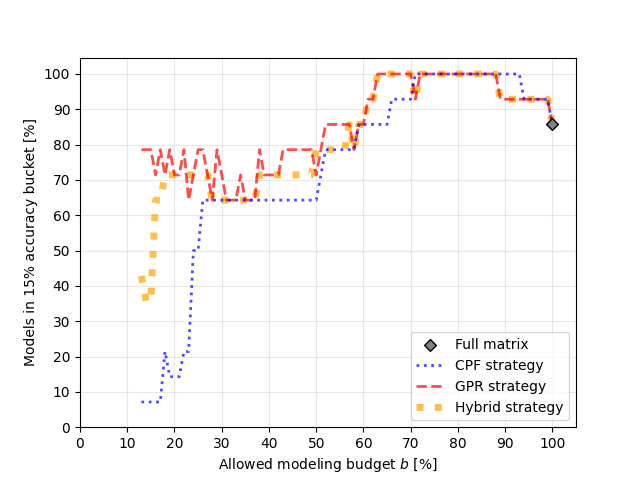 Models in 15% accuracy bucket [%]
100
90
80
70
60
50
40
30
20
10
0
0 10 20 30 40 50 60 70 80 90 100
Allowed modeling budget b [%]
Full matrix
CPF strategy
GPR strategy
Hybrid strategy